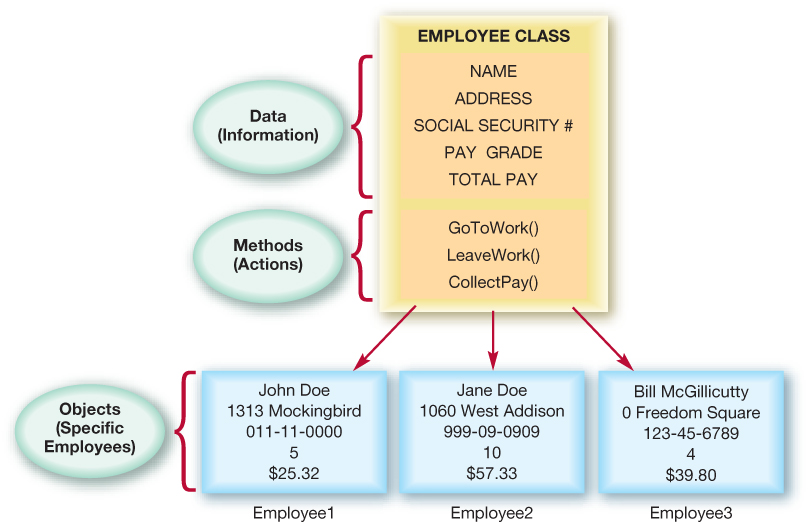 EMPLOYEE CLASS
NAME
ADDRESS
SOCIAL SECURITY #
PAY GRADE
TOTAL PAY
Data
(Information)
GoToWork()
LeaveWork()
CollectPay()
Methods
(Actions)
Objects
(Specific
Employees)
John Doe
1313 Mockingbird
011-11-0000
5
$25.32
Employee1
Jane Doe
1060 West Addison
999-09-0909
10
$57.33
Employee2
Bill McGillicutty
0 Freedom Square
123-45-6789
4
$39.80
Employee3